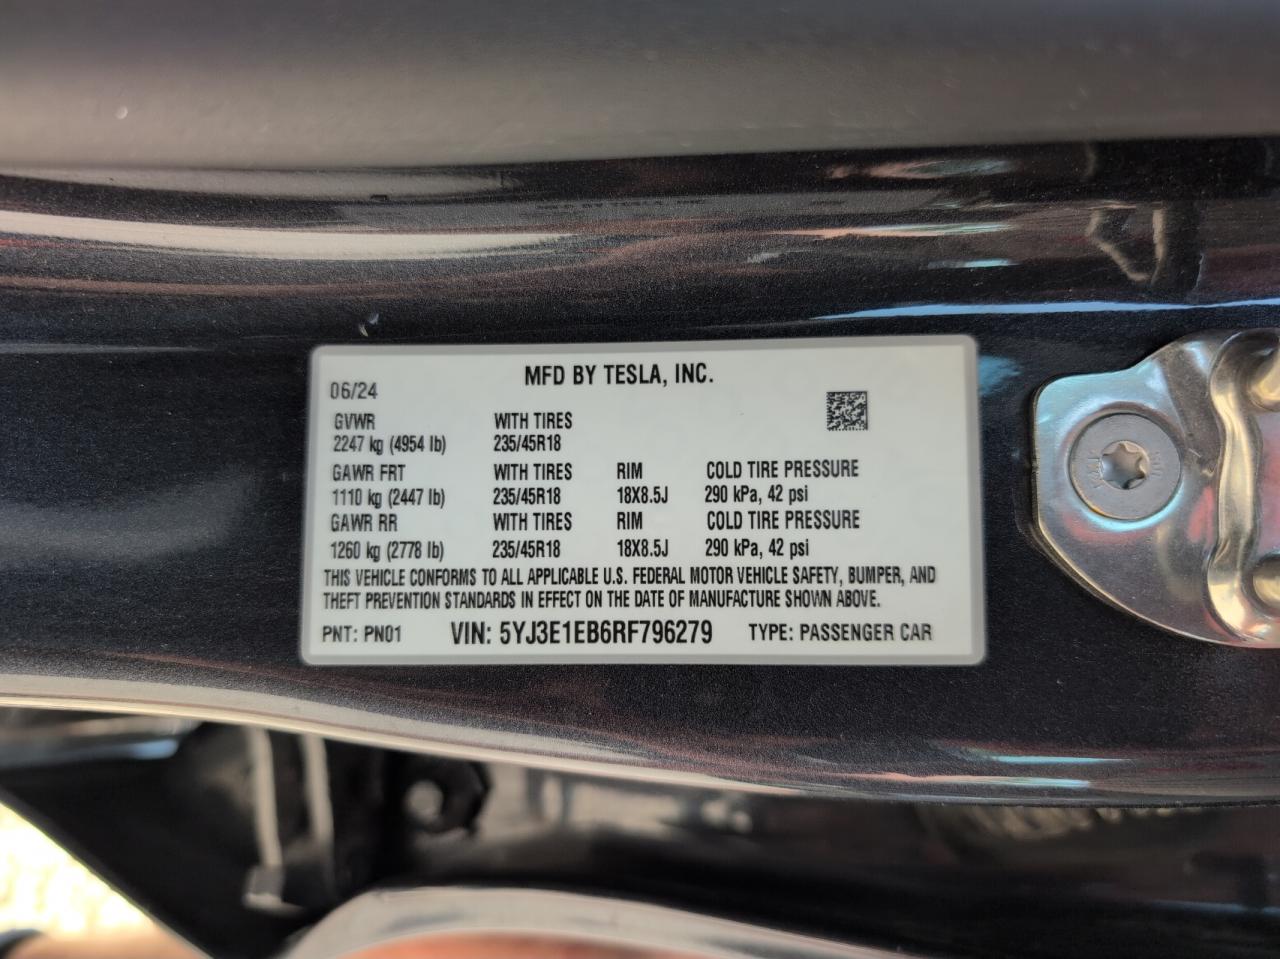 MFD BY TESLA, INC.
06/24
GVWR WITH TIRES
2247 kg (4954 lb) 235/45R18
GAWR FRT WITH TIRES RIM COLD TIRE PRESSURE
1110 kg (2447 lb) 235/45R18 18X8.5J 290 kPa, 42 psi
GAWR RR WITH TIRES RIM COLD TIRE PRESSURE
1260 kg (2778 lb) 235/45R18 18X8.5J 290 kPa, 42 psi
THIS VEHICLE CONFORMS TO ALL APPLICABLE U.S. FEDERAL MOTOR VEHICLE SAFETY, BUMPER, AND
THEFT PREVENTION STANDARDS IN EFFECT ON THE DATE OF MANUFACTURE SHOWN ABOVE.
PNT: PN01 VIN: 5YJ3E1EB6RF796279 TYPE: PASSENGER CAR